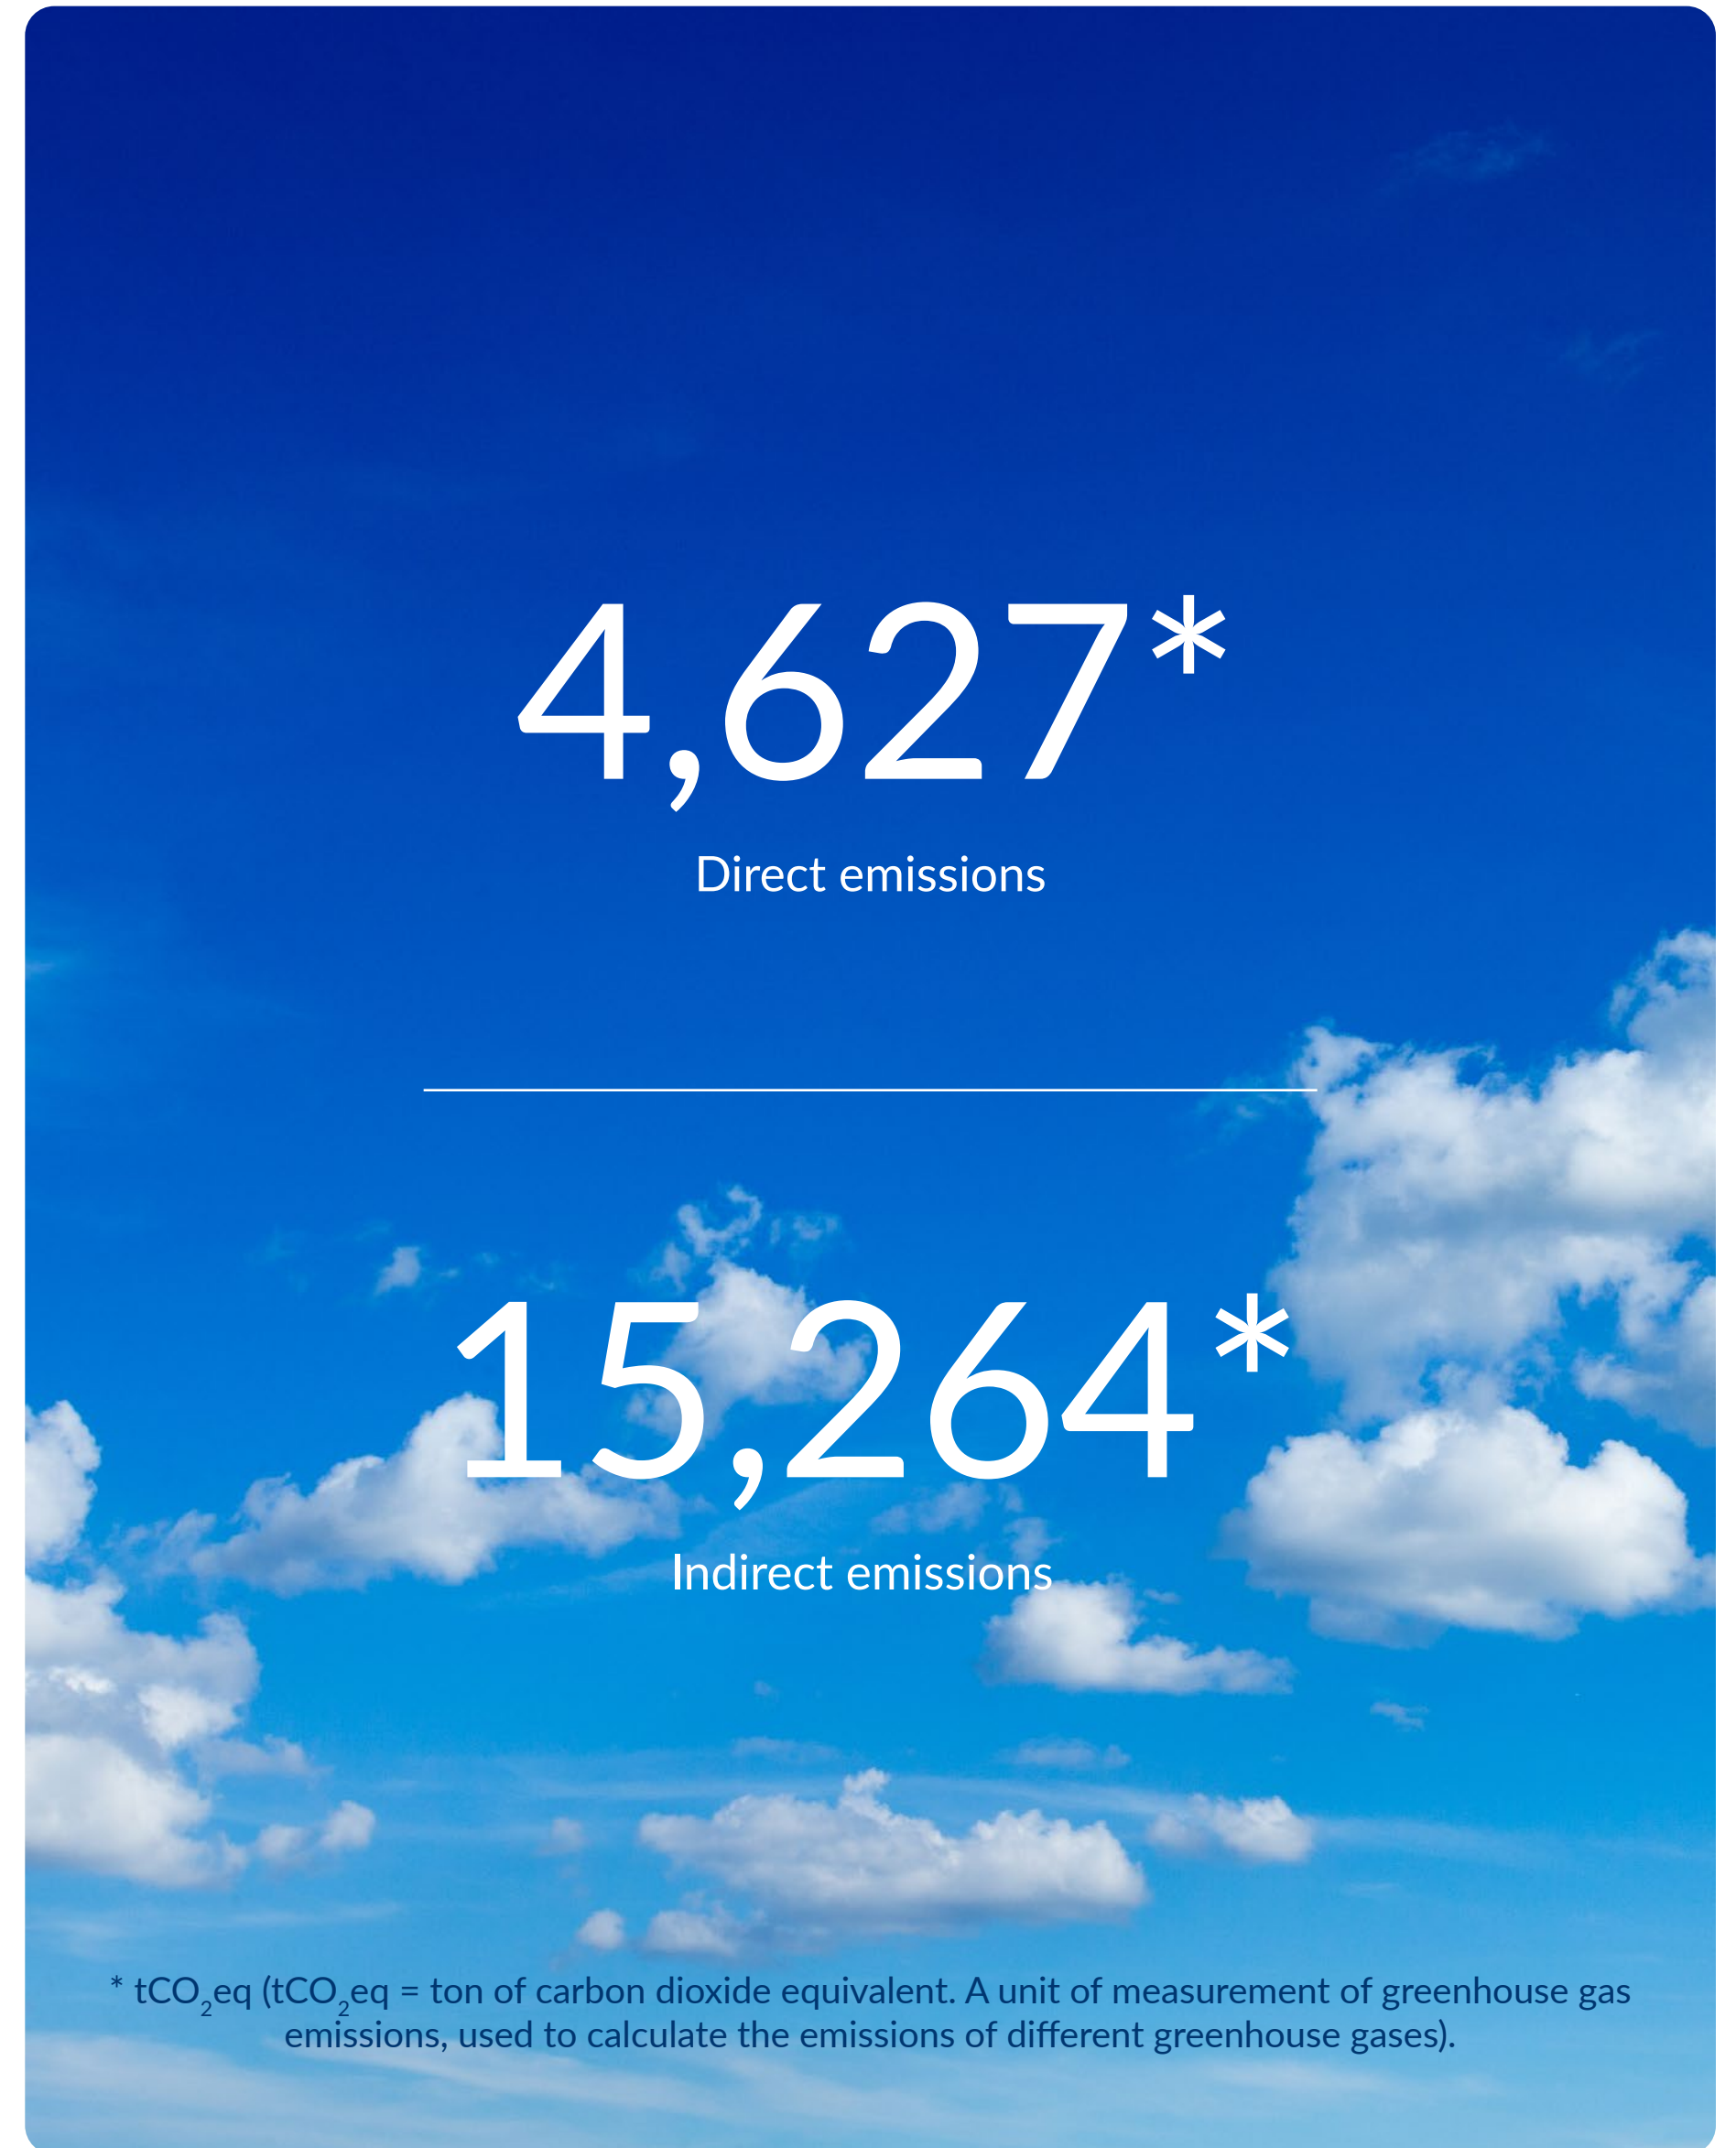 4,627*
Direct emissions
15,264*
Indirect emissions
* tCO₂eq (tCO₂eq = ton of carbon dioxide equivalent. A unit of measurement of greenhouse gas
emissions, used to calculate the emissions of different greenhouse gases).